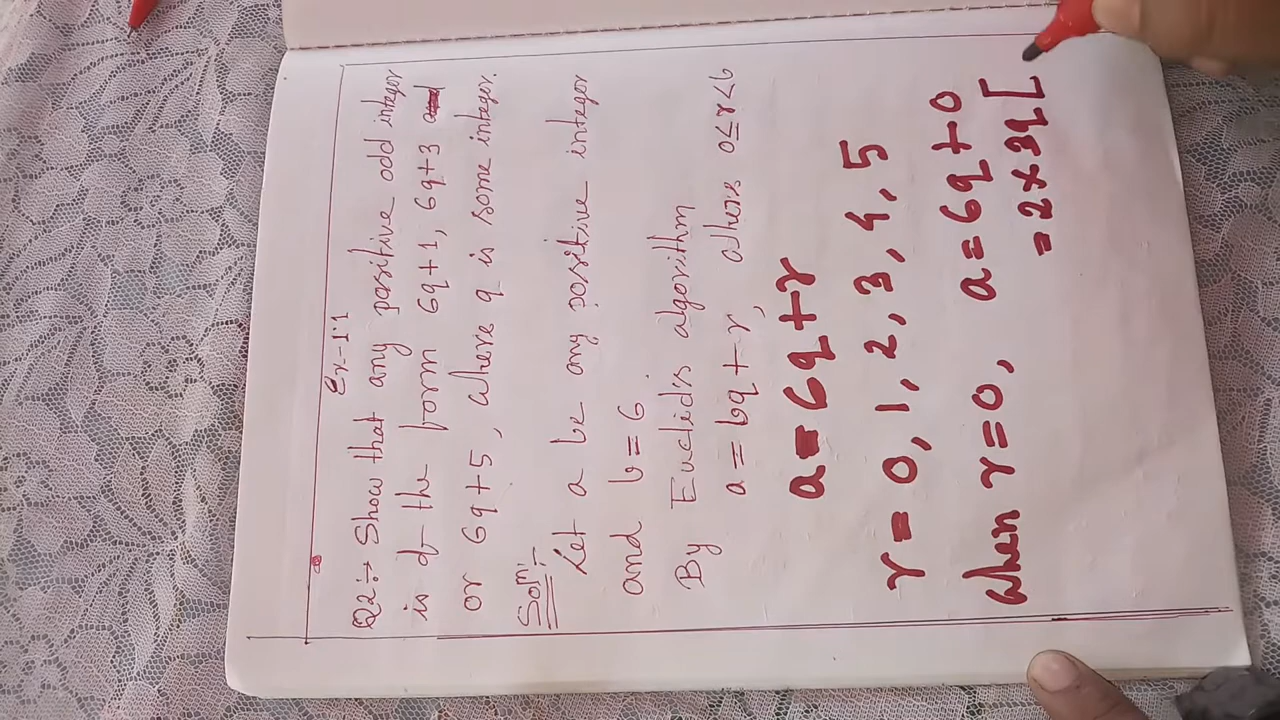 Ex-1.1
Q2:→ Show that any positive odd integer
is of the form 6q+1, 6q+3
or 6q+5, where q is some integer.
Soln:-
Let a be any positive integer
and b=6
By Euclid's algorithm
a = bq + r, where 0≤r<6
a=6q+r
r=0, 1, 2, 3, 4, 5
When r=0, a=6q+0
=2×3q [